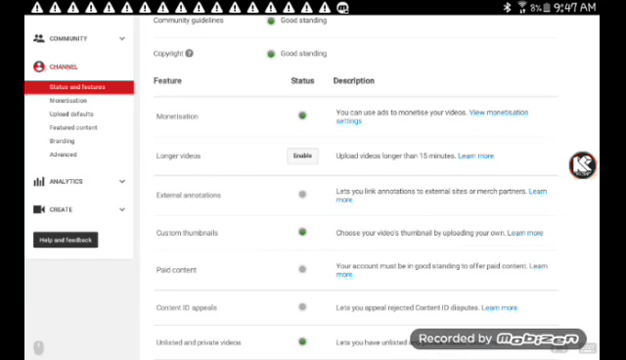 8% 9:47 AM
Community guidelines Good standing
COMMUNITY
Copyright ? Good standing
CHANNEL
Feature Status Description
Status and features
Monetisation
Upload defaults
Featured content
Branding
Advanced
Monetisation You can use ads to monetise your videos. View monetisation
settings
Longer videos Enable Upload videos longer than 15 minutes. Learn more
ANALYTICS
External annotations Lets you link annotations to external sites or merch partners. Learn
more
CREATE
Custom thumbnails Choose your video's thumbnail by uploading your own. Learn more
Help and feedback
Paid content Your account must be in good standing to offer paid content. Learn
more
Content ID appeals Lets you appeal rejected Content ID disputes. Learn more
Unlisted and private videos Lets you have unlisted
Recorded by Mobizen